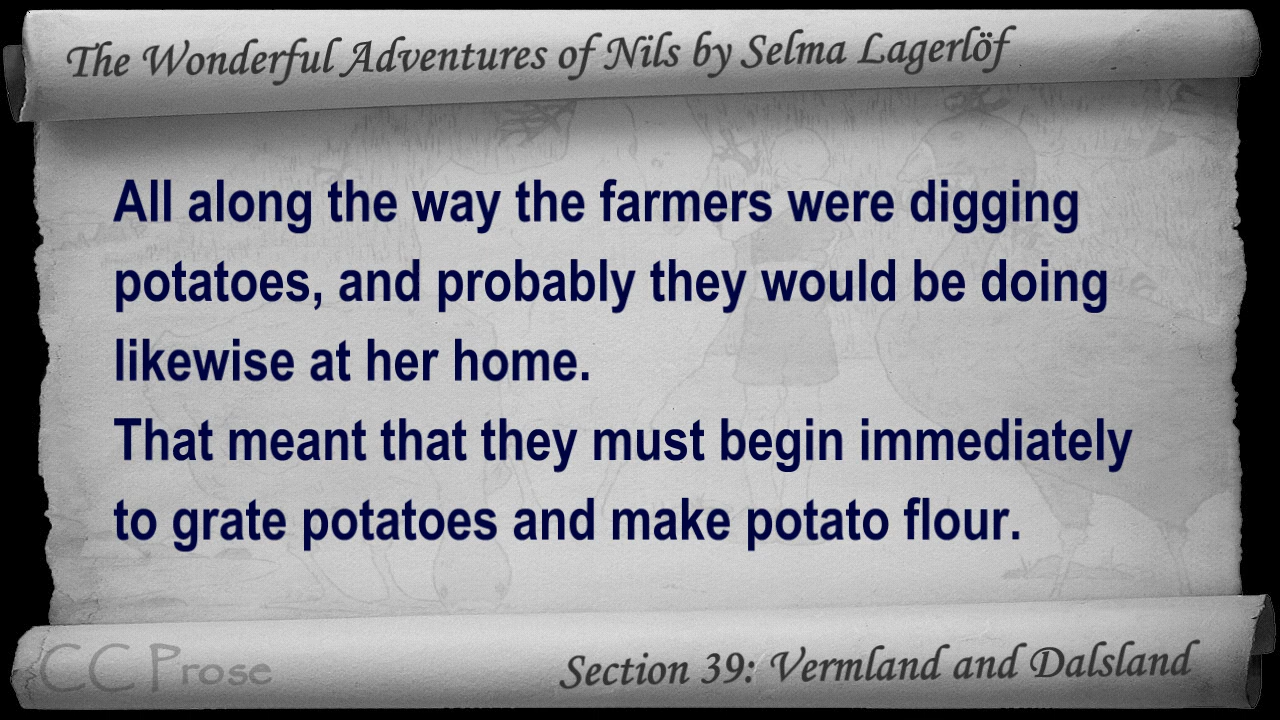 The Wonderful Adventures of Nils by Selma Lagerlöf
All along the way the farmers were digging
potatoes, and probably they would be doing
likewise at her home.
That meant that they must begin immediately
to grate potatoes and make potato flour.
CC Prose
Section 39: Vermland and Dalsland